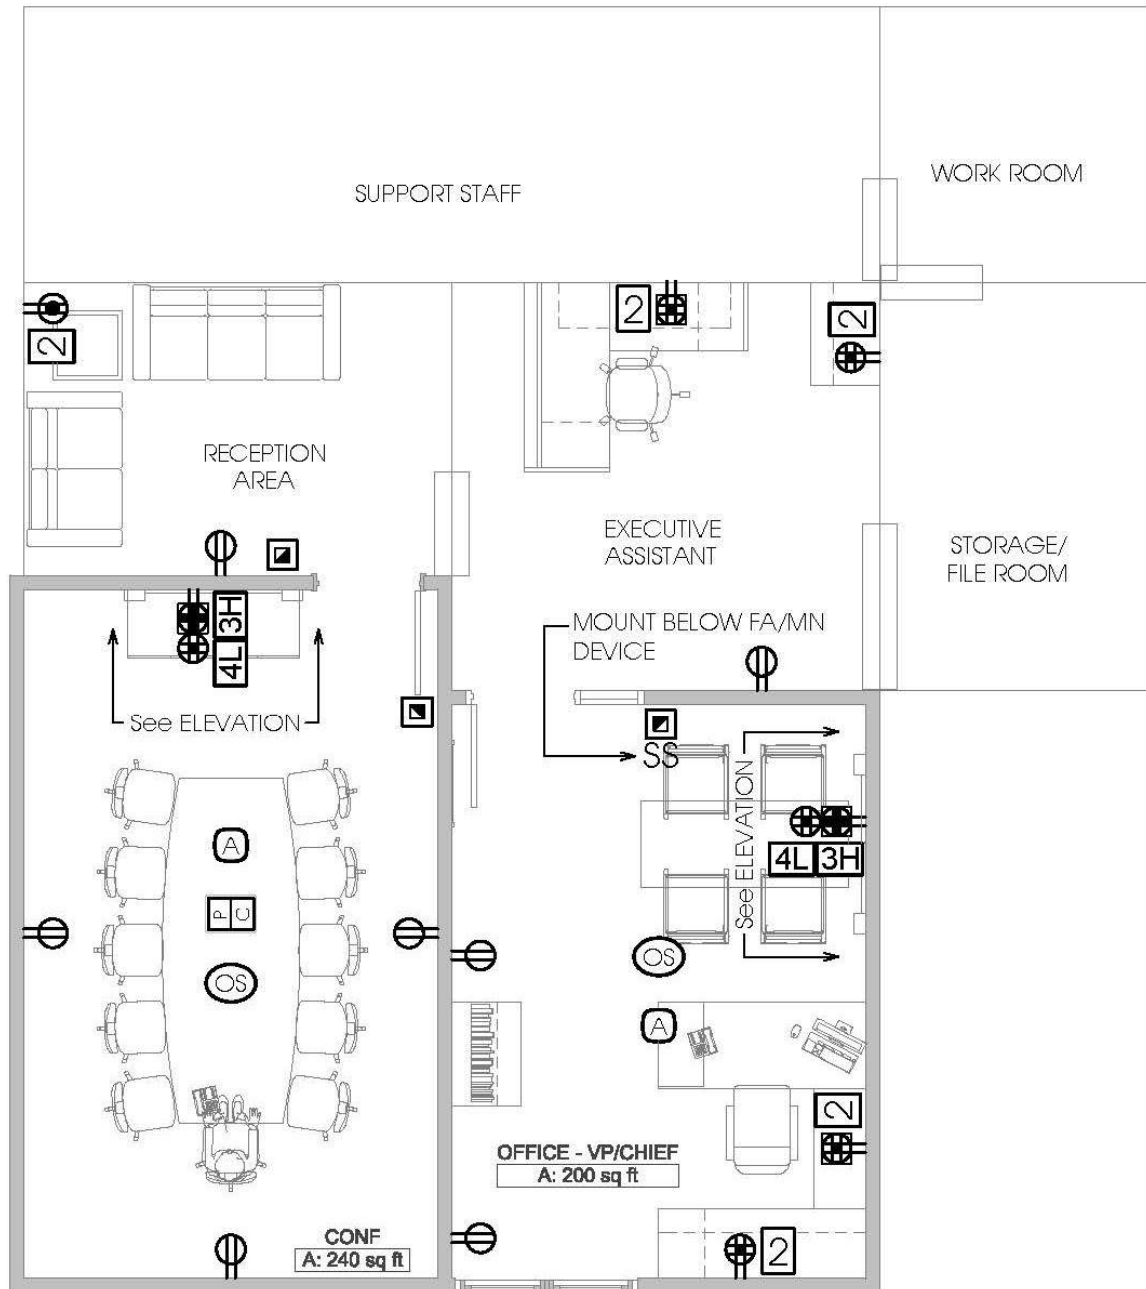 SUPPORT STAFF
WORK ROOM
2
2
2
RECEPTION
AREA
EXECUTIVE
ASSISTANT
STORAGE/
FILE ROOM
3H
4L
MOUNT BELOW FA/MN
DEVICE
See ELEVATION
SS
See ELEVATION
A
4L
3H
P
C
OS
OS
A
2
OFFICE - VP/CHIEF
A: 200 sq ft
CONF
A: 240 sq ft
2